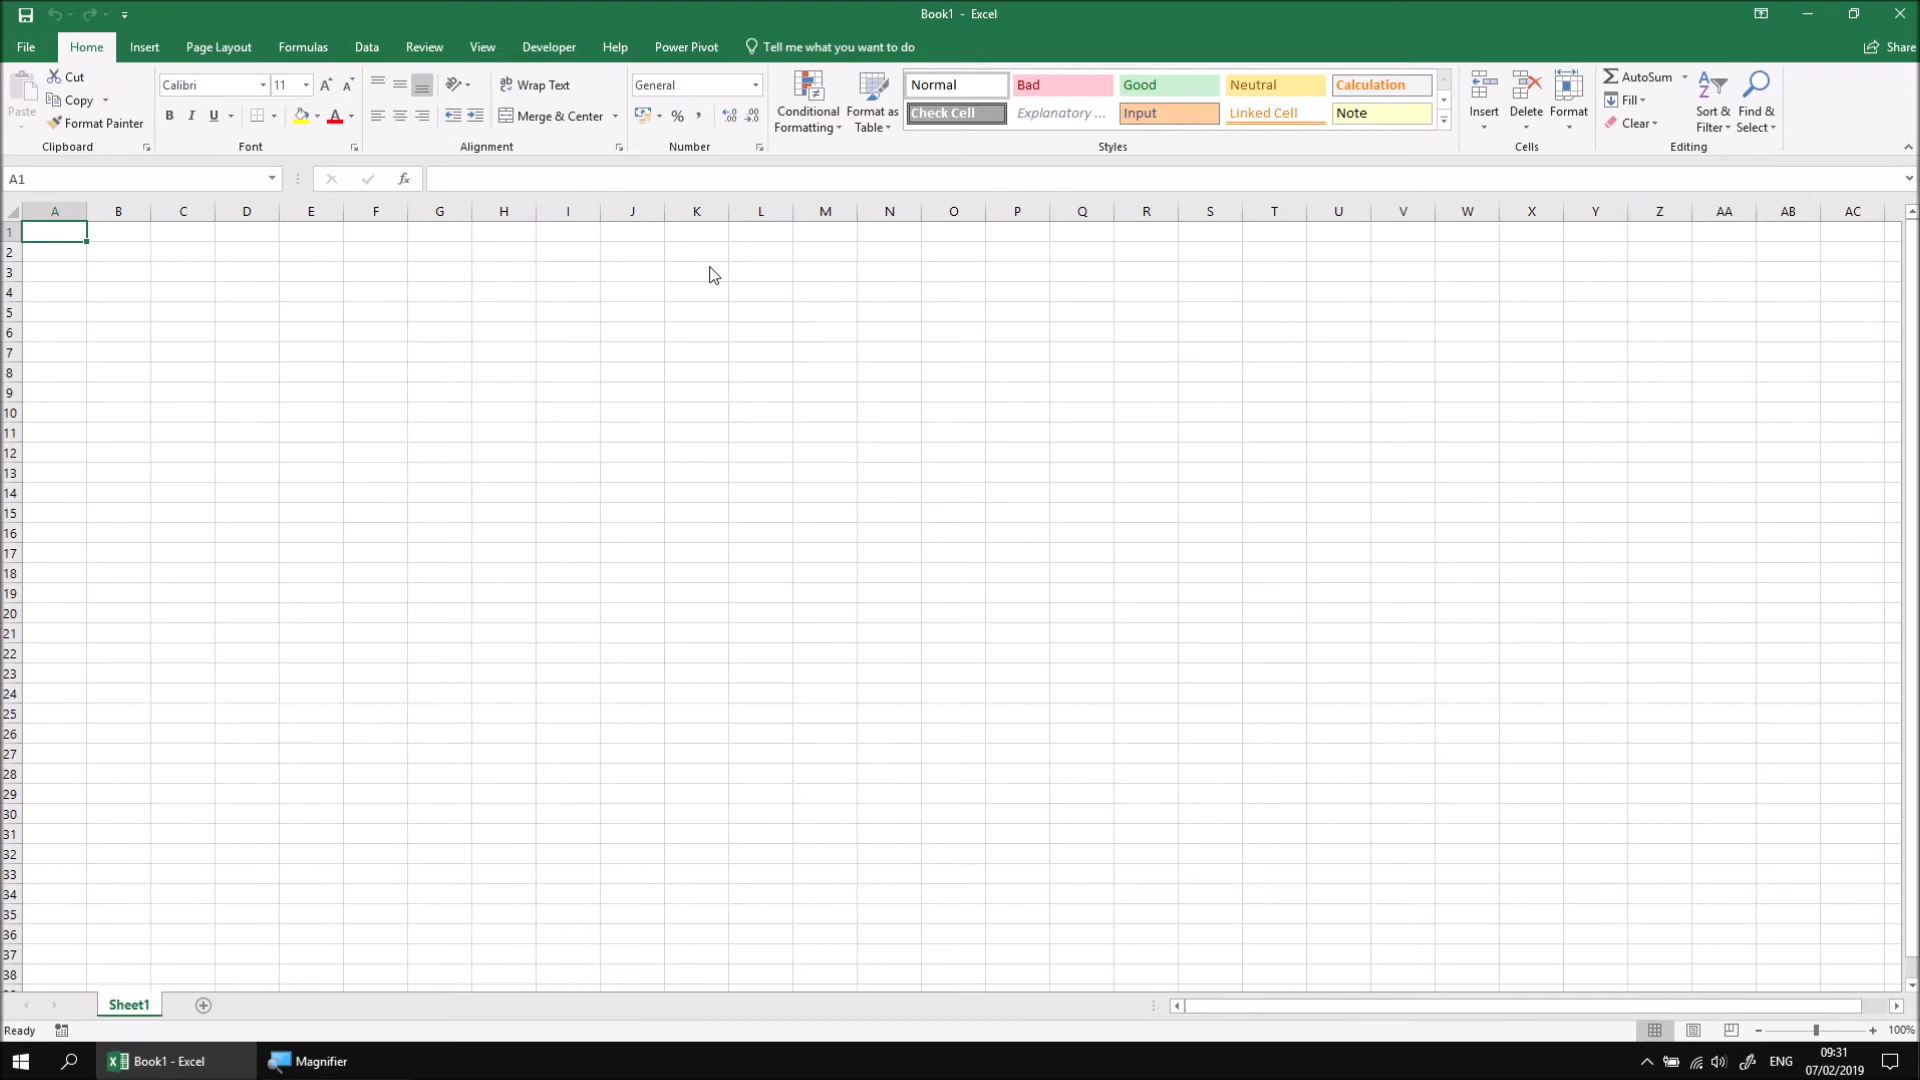 Book1 - Excel
File Home Insert Page Layout Formulas Data Review View Developer Help Power Pivot Tell me what you want to do Share
Cut
Copy
Format Painter
Paste
Clipboard
Calibri 11
B I U
Font
Wrap Text
Merge & Center
Alignment
General
%
Number
Conditional Formatting
Format as Table
Normal Bad Good Neutral Calculation
Check Cell Explanatory ... Input Linked Cell Note
Styles
Insert Delete Format
Cells
AutoSum
Fill
Clear
Sort & Filter
Find & Select
Editing
A1 fx
A B C D E F G H I J K L M N O P Q R S T U V W X Y Z AA AB AC
1
2
3
4
5
6
7
8
9
10
11
12
13
14
15
16
17
18
19
20
21
22
23
24
25
26
27
28
29
30
31
32
33
34
35
36
37
38
Sheet1
Ready 100%
Book1 - Excel Magnifier ENG 09:31
07/02/2019